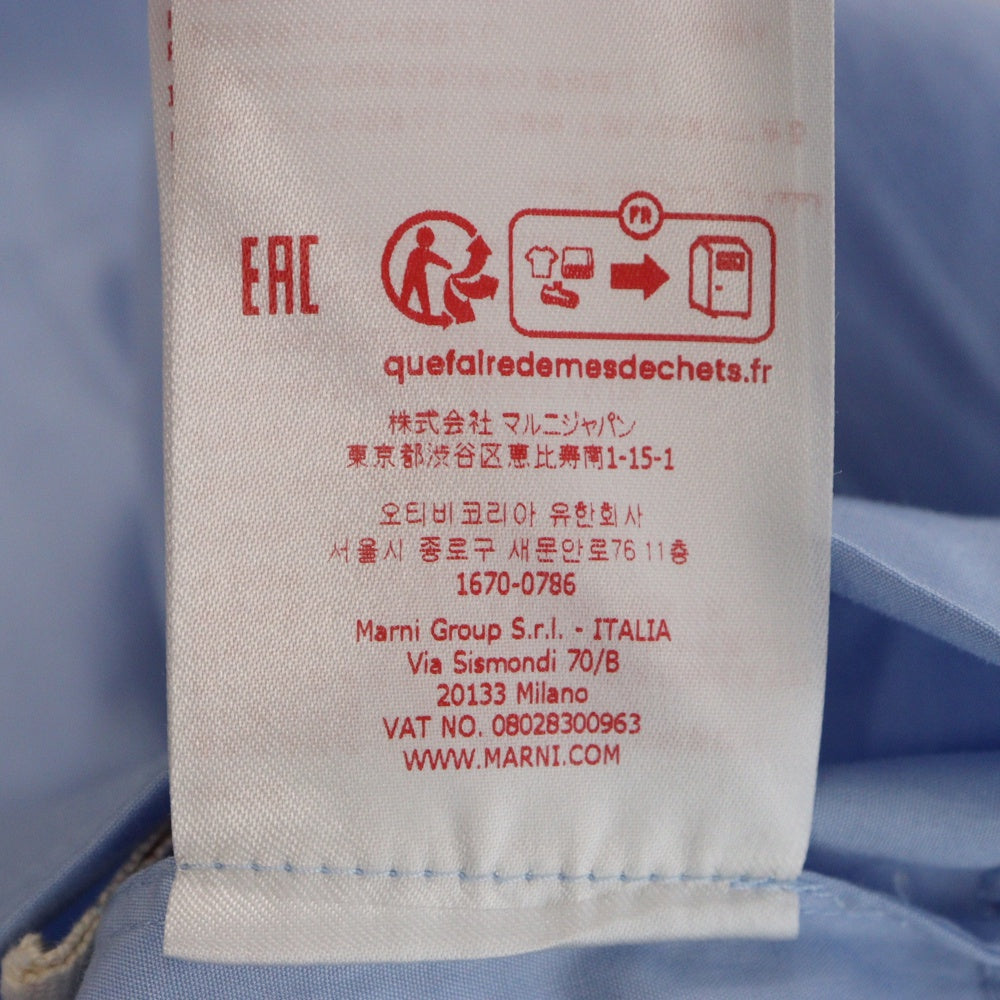 EAC
FR
quefairedemesdechets.fr
株式会社 マルニジャパン
東京都渋谷区恵比寿南1-15-1
오티비코리아 유한회사
서울시 종로구 새문안로76 11층
1670-0786
Marni Group S.r.l. - ITALIA
Via Sismondi 70/B
20133 Milano
VAT NO. 08028300963
WWW.MARNI.COM